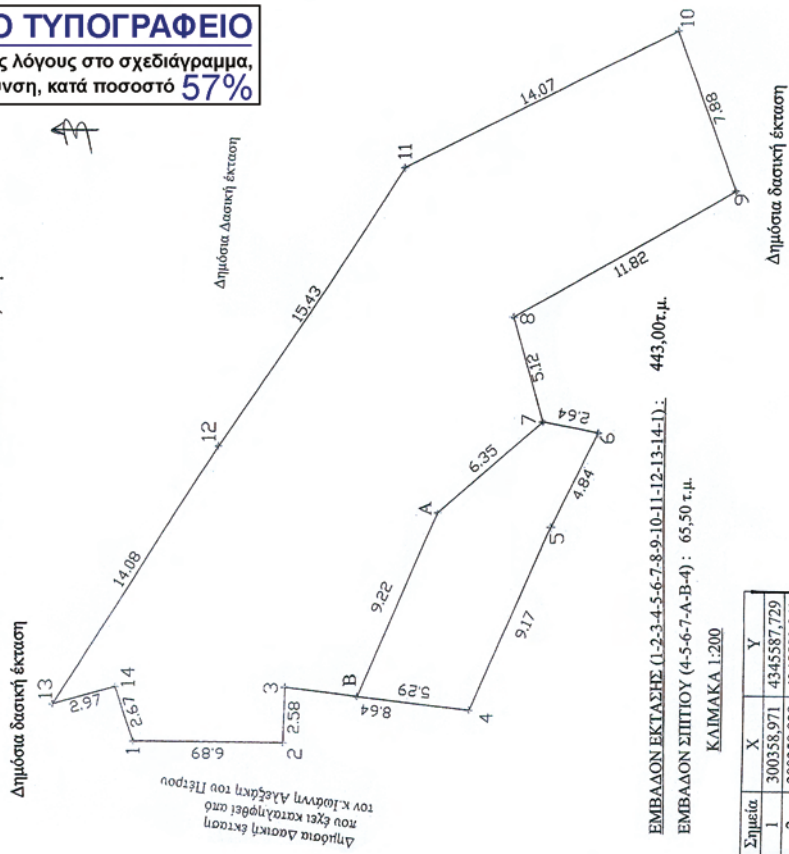 Ο ΤΥΠΟΓΡΑΦΕΙΟ
ς λόγους στο σχεδιάγραμμα,
νση, κατά ποσοστό 57%
Δημόσια δασική έκταση
Δημόσια Δασική έκταση
13
14.08
12
15.43
11
14.07
10
7.88
9
11.82
8
5.12
7
2.64
6
4.84
5
9.17
4
8.64
5.29
B
9.22
A
6.35
3
2.58
2
6.89
1
2.67
14
2.97
Δημόσια Δασική έκταση
που έχει καταληφθεί από
τον κ.Ιωάννη Αλεξάκη του Πέτρου
Δημόσια δασική έκταση
ΕΜΒΑΔΟΝ ΕΚΤΑΣΗΣ (1-2-3-4-5-6-7-8-9-10-11-12-13-14-1) : 443,00τ.μ.
ΕΜΒΑΔΟΝ ΣΠΙΤΙΟΥ (4-5-6-7-Α-Β-4) : 65,50 τ.μ.
ΚΛΙΜΑΚΑ 1:200
Σημεία X Y
1 300358,971 4345587,729